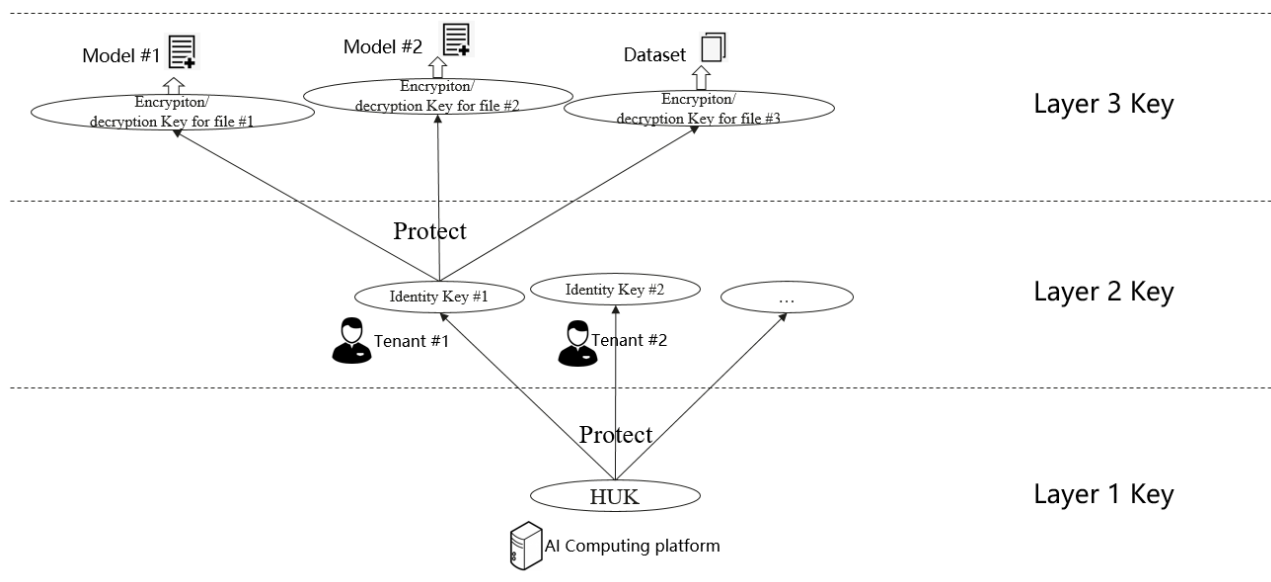 Model #1
Model #2
Dataset
Encrypiton/
decryption Key for file #1
Encrypiton/
decryption Key for file #2
Encrypiton/
decryption Key for file #3
Layer 3 Key
Protect
Identity Key #1
Identity Key #2
...
Layer 2 Key
Tenant #1
Tenant #2
Protect
HUK
Layer 1 Key
AI Computing platform